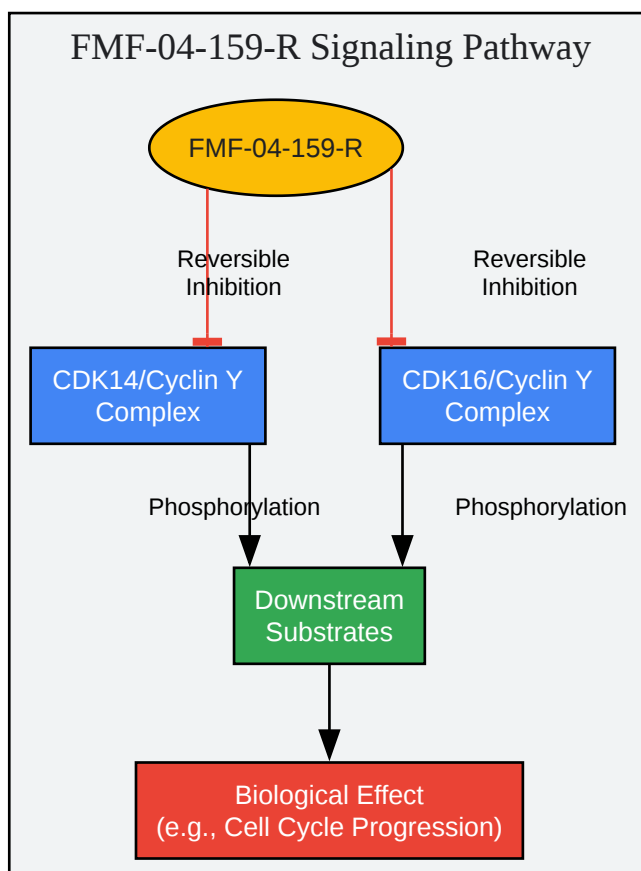 FMF-04-159-R Signaling Pathway
FMF-04-159-R
Reversible
Inhibition
Reversible
Inhibition
CDK14/Cyclin Y
Complex
CDK16/Cyclin Y
Complex
Phosphorylation
Phosphorylation
Downstream
Substrates
Biological Effect
(e.g., Cell Cycle Progression)